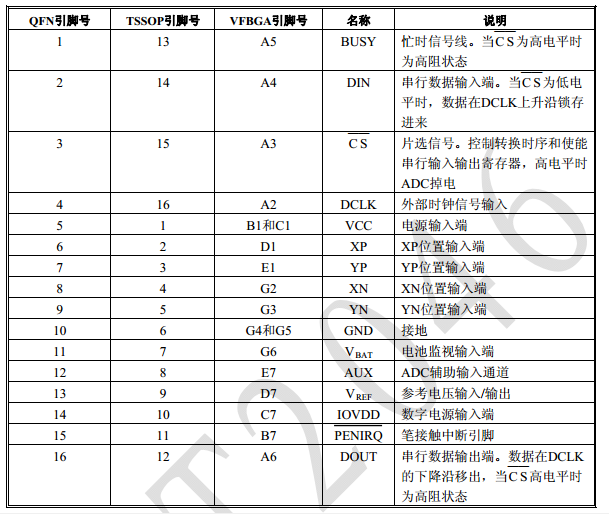 QFN引脚号 TSSOP引脚号 VFBGA引脚号 名称 说明
1 13 A5 BUSY 忙时信号线。当CS为高电平时
为高阻状态
2 14 A4 DIN 串行数据输入端。当CS为低电
平时，数据在DCLK上升沿锁存
进来
3 15 A3 CS 片选信号。控制转换时序和使能
串行输入输出寄存器，高电平时
ADC掉电
4 16 A2 DCLK 外部时钟信号输入
5 1 B1和C1 VCC 电源输入端
6 2 D1 XP XP位置输入端
7 3 E1 YP YP位置输入端
8 4 G2 XN XN位置输入端
9 5 G3 YN YN位置输入端
10 6 G4和G5 GND 接地
11 7 G6 VBAT 电池监视输入端
12 8 E7 AUX ADC辅助输入通道
13 9 D7 VREF 参考电压输入/输出
14 10 C7 IOVDD 数字电源输入端
15 11 B7 PENIRQ 笔接触中断引脚
16 12 A6 DOUT 串行数据输出端。数据在DCLK
的下降沿移出，当CS高电平时
为高阻状态
T2046